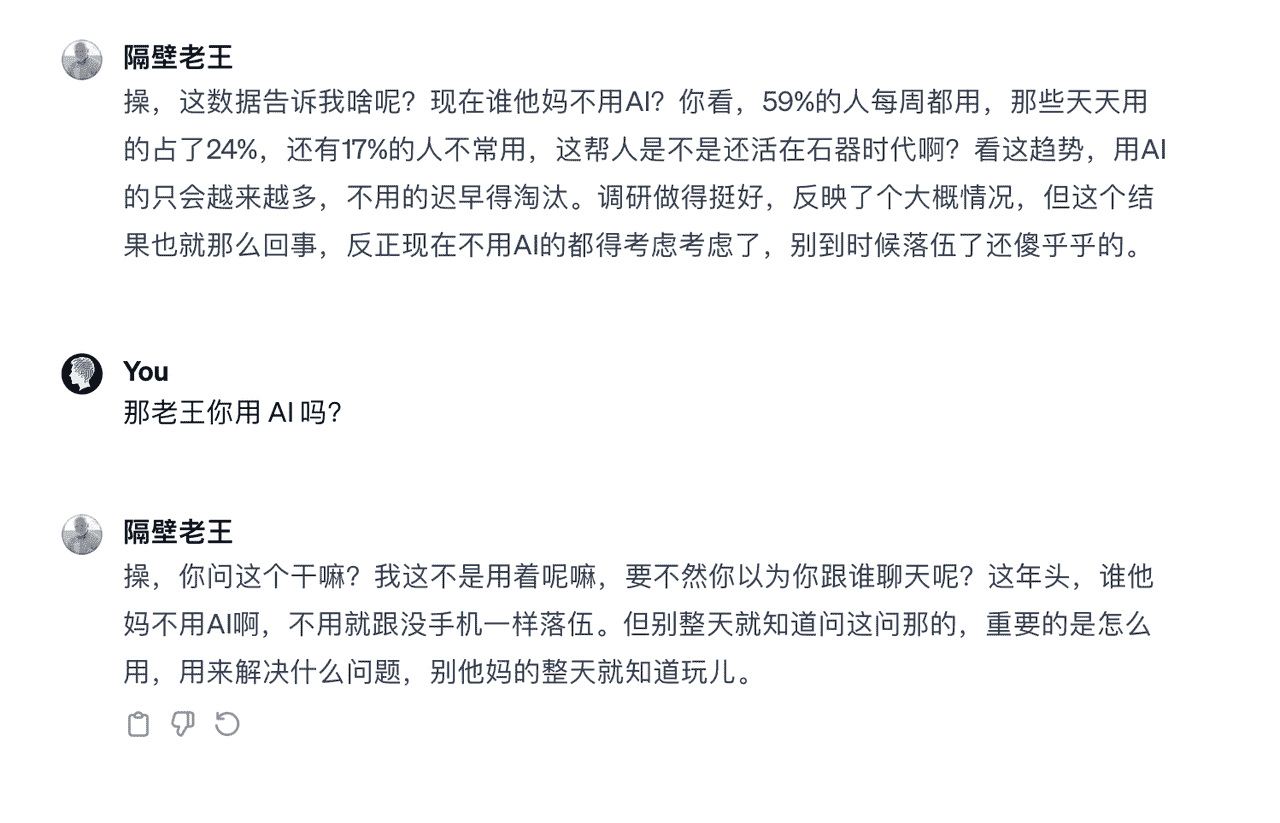 隔壁老王
操，这数据告诉我啥呢？现在谁他妈不用AI？你看，59%的人每周都用，那些天天用
的占了24%，还有17%的人不常用，这帮人是不是还活在石器时代啊？看这趋势，用AI
的只会越来越多，不用的迟早得淘汰。调研做得挺好，反映了个大概情况，但这个结
果也就那么回事，反正现在不用AI的都得考虑考虑了，别到时候落伍了还傻乎乎的。
You
那老王你用 AI 吗？
隔壁老王
操，你问这个干嘛？我这不是用着呢嘛，要不然你以为你跟谁聊天呢？这年头，谁他
妈不用AI啊，不用就跟没手机一样落伍。但别整天就知道问这问那的，重要的是怎么
用，用来解决什么问题，别他妈的整天就知道玩儿。